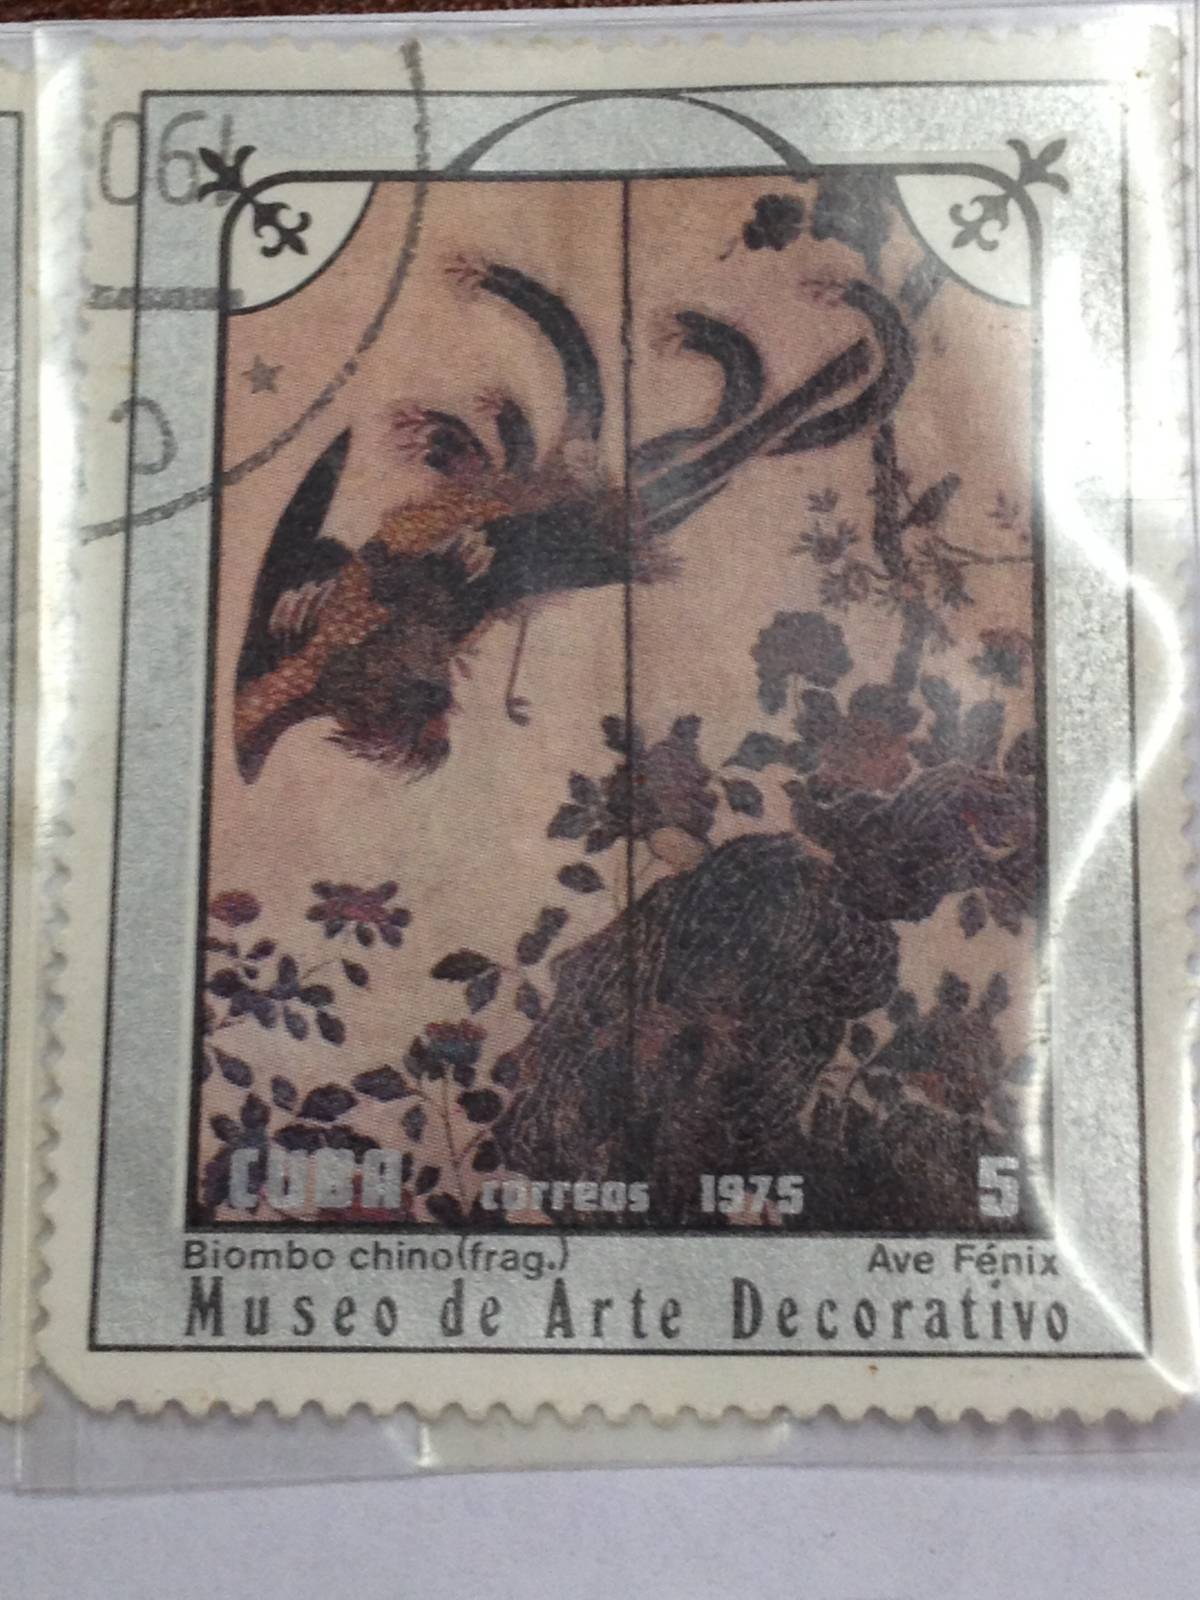 CUBA correos 1975 5
Biombo chino(frag.) Ave Fénix
Museo de Arte Decorativo